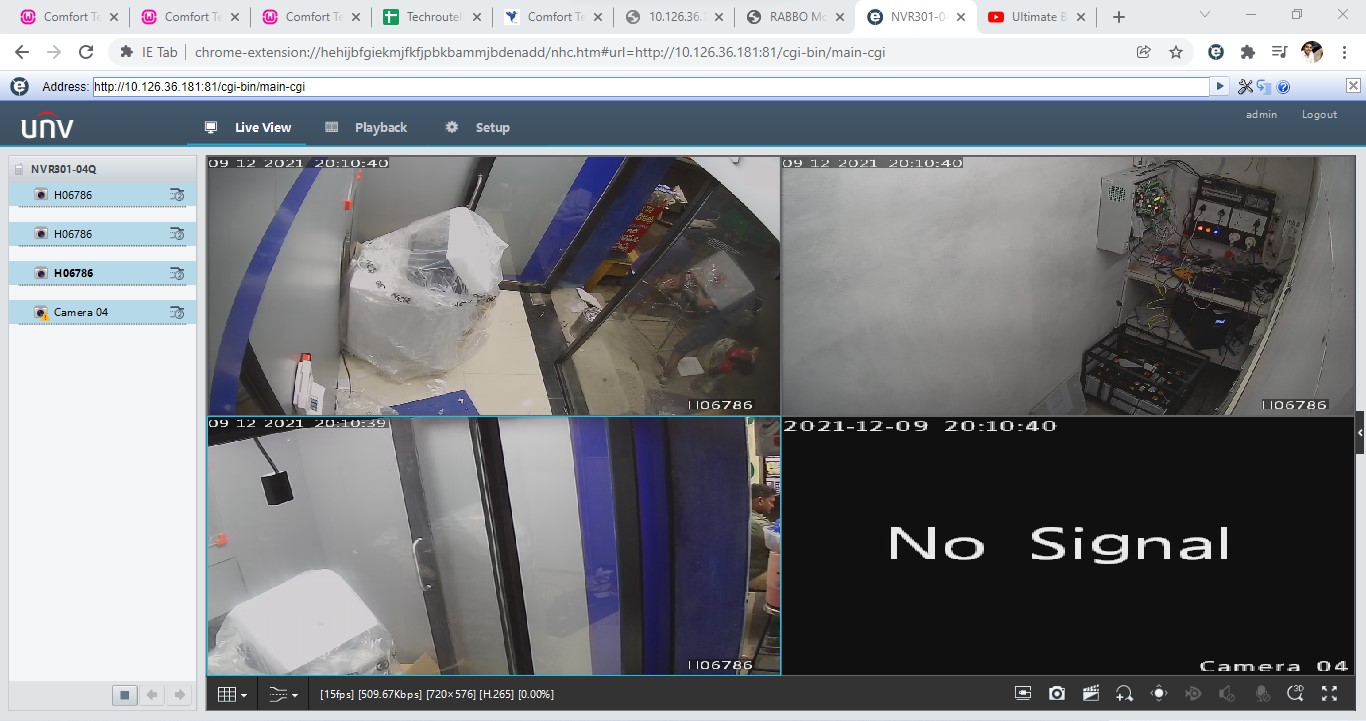 Comfort Te
Comfort Te
Comfort Te
Techroutel
Comfort Te
10.126.36.
RABBO Mo
NVR301-0
Ultimate B
IE Tab
chrome-extension://hehijbfgiekmjfkfjpbkbammjbdenadd/nhc.htm#url=http://10.126.36.181:81/cgi-bin/main-cgi
Address: http://10.126.36.181:81/cgi-bin/main-cgi
unv
Live View
Playback
Setup
admin
Logout
NVR301-04Q
H06786
H06786
H06786
Camera 04
09 12 2021 20:10:40
H06786
09 12 2021 20:10:40
H06786
09 12 2021 20:10:39
H06786
2021-12-09 20:10:40
No Signal
Camera 04
[15fps] [509.67Kbps] [720×576] [H.265] [0.00%]
3D